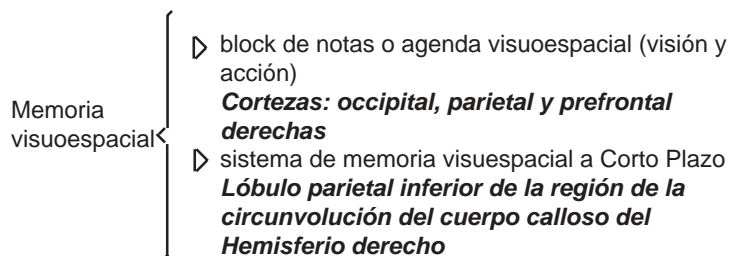 block de notas o agenda visuoespacial (visión y
acción)
Cortezas: occipital, parietal y prefrontal
derechas
Memoria
visuoespacial
sistema de memoria visuespacial a Corto Plazo
Lóbulo parietal inferior de la región de la
circunvolución del cuerpo calloso del
Hemisferio derecho